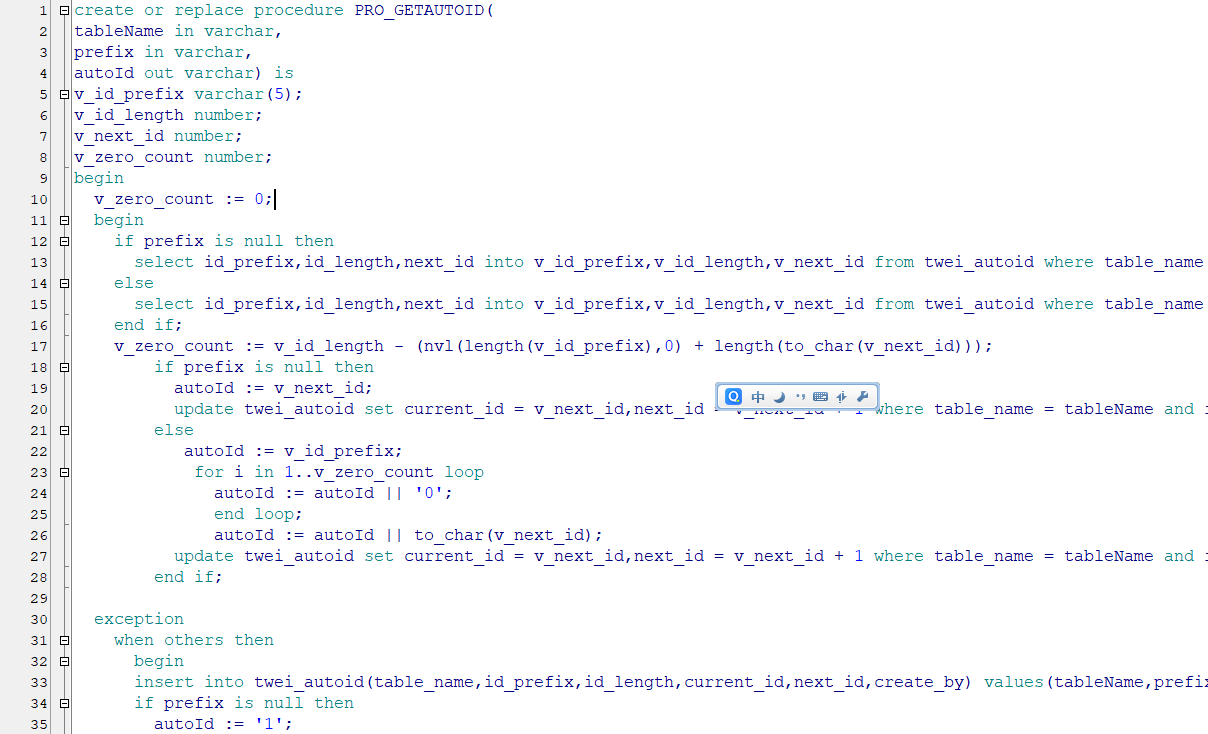 1 create or replace procedure PRO_GETAUTOID(
2 tableName in varchar,
3 prefix in varchar,
4 autoId out varchar) is
5 v_id_prefix varchar(5);
6 v_id_length number;
7 v_next_id number;
8 v_zero_count number;
9 begin
10 v_zero_count := 0;
11 begin
12 if prefix is null then
13 select id_prefix,id_length,next_id into v_id_prefix,v_id_length,v_next_id from twei_autoid where table_name
14 else
15 select id_prefix,id_length,next_id into v_id_prefix,v_id_length,v_next_id from twei_autoid where table_name
16 end if;
17 v_zero_count := v_id_length - (nvl(length(v_id_prefix),0) + length(to_char(v_next_id)));
18 if prefix is null then
19 autoId := v_next_id;
中
20 update twei_autoid set current_id = v_next_id,next_id = v_next_id + 1 where table_name = tableName and
21 else
22 autoId := v_id_prefix;
23 for i in 1..v_zero_count loop
24 autoId := autoId || '0';
25 end loop;
26 autoId := autoId || to_char(v_next_id);
27 update twei_autoid set current_id = v_next_id,next_id = v_next_id + 1 where table_name = tableName and
28 end if;
29
30 exception
31 when others then
32 begin
33 insert into twei_autoid(table_name,id_prefix,id_length,current_id,next_id,create_by) values(tableName,prefix
34 if prefix is null then
35 autoId := '1';